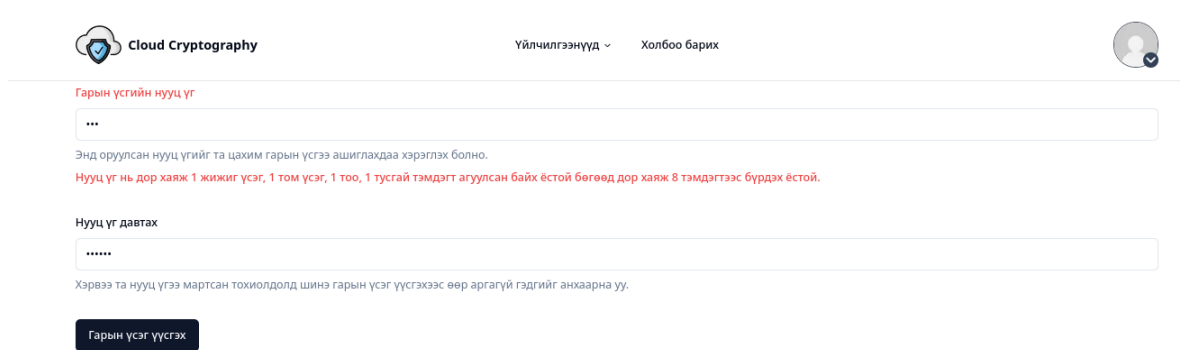 Cloud Cryptography
Үйлчилгээнүүд
Холбоо барих
Гарын үсгийн нууц үг
•••
Энд оруулсан нууц үгийг та цахим гарын үсгээ ашиглахдаа хэрэглэх болно.
Нууц үг нь дор хаяж 1 жижиг үсэг, 1 том үсэг, 1 тоо, 1 тусгай тэмдэгт агуулсан байх ёстой бөгөөд дор хаяж 8 тэмдэгтээс бүрдэх ёстой.
Нууц үг давтах
••••••
Хэрвээ та нууц үгээ мартсан тохиолдолд шинэ гарын үсэг үүсгэхээс өөр аргагүй гэдгийг анхаарна уу.
Гарын үсэг үүсгэх